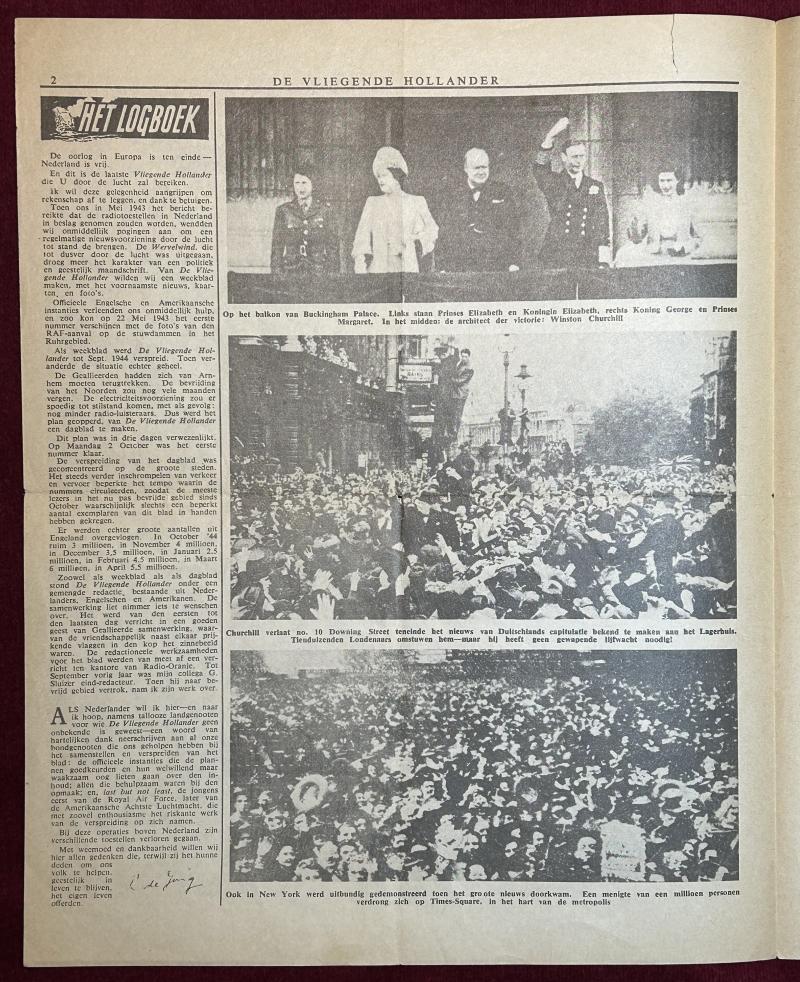 2
DE VLIEGENDE HOLLANDER
HET LOGBOEK
De oorlog in Europa is ten einde—
Nederland is vrij.
En dit is de laatste Vliegende Hollander
die U door de lucht zal bereiken.
Ik wil deze gelegenheid aangrijpen om
rekenschap af te leggen, en dank te betuigen.
Toen ons in Mei 1943 het bericht be-
reikte dat de radiotoestellen in Nederland
in beslag genomen zouden worden, wendden
wij onmiddellijk pogingen aan om een
regelmatige nieuwsvoorziening door de lucht
tot stand te brengen. De Wervelwind, die
tot dusver door de lucht was uitgegaan,
droeg meer het karakter van een politiek
en geestelijk maandschrift. Van De Vlie-
gende Hollander wilden wij een weekblad
maken, met het voornaamste nieuws, kaar-
ten, en foto's.
Officieele Engelsche en Amerikaansche
instanties verleenden ons onmiddellijk hulp,
en zoo kon op 22 Mei 1943 het eerste
nummer verschijnen met de foto's van den
RAF-aanval op de stuwdammen in het
Ruhrgebied.
Als weekblad werd De Vliegende Hol-
lander tot Sept. 1944 verspreid. Toen ver-
anderde de situatie echter geheel.
De Geallieerden hadden zich van Arn-
hem moeten terugtrekken. De bevrijding
van het Noorden zou nog vele maanden
vergen. De electriciteitsvoorziening zou er
spoedig tot stilstand komen, met als gevolg:
nog minder radio-luisteraars. Dus werd het
plan geopperd, van De Vliegende Hollander
een dagblad te maken.
Dit plan was in drie dagen verwezenlijkt.
Op Maandag 2 October was het eerste
nummer klaar.
De verspreiding van het dagblad was
geconcentreerd op de groote steden.
Het steeds verder inschrompelen van verkeer
en vervoer beperkte het tempo waarin de
nummers circuleerden, zoodat de meeste
lezers in het nu pas bevrijde gebied sinds
October waarschijnlijk slechts een beperkt
aantal exemplaren van dit blad in handen
hebben gekregen.
Er werden echter groote aantallen uit
Engeland overgevlogen. In October '44
ruim 3 millioen, in November 4 millioen,
in December 3,5 millioen, in Januari 2.5
millioen, in Februari 4.5 millioen, in Maart
6 millioen, in April 5,5 millioen.
Zoowel als weekblad als als dagblad
stond De Vliegende Hollander onder een
gemengde redactie, bestaande uit Neder-
landers, Engelschen en Amerikanen. De
samenwerking liet nimmer iets te wenschen
over. Het werd van den eersten tot
den laatsten dag verricht in een goeden
geest van Geallieerde samenwerking, waar-
van de vriendschappelijk naast elkaar prij-
kende vlaggen in den kop het zinnebeeld
waren. De redactioneele werkzaamheden
voor het blad werden van meet af aan ver-
richt ten kantore van Radio-Oranje. Tot
September vorig jaar was mijn collega G.
Sluizer eind-redacteur. Toen hij naar be-
vrijd gebied vertrok, nam ik zijn werk over.
ALS Nederlander wil ik hier—en naar
ik hoop, namens tallooze landgenooten
voor wie De Vliegende Hollander geen
onbekende is geweest—een woord van
hartelijken dank neerschrijven aan al onze
bondgenooten die ons geholpen hebben bij
het samenstellen en verspreiden van het
blad: de officieele instanties die de plan-
nen goedkeurden en hun welwillend maar
waakzaam oog lieten gaan over den in-
houd; allen die behulpzaam waren bij den
opmaak; en, last but not least, de jongens
eerst van de Royal Air Force, later van
de Amerikaansche Achtste Luchtmacht, die
met zooveel enthousiasme het riskante werk
van de verspreiding op zich namen.
Bij deze operaties boven Nederland zijn
verschillende toestellen verloren gegaan.
Met weemoed en dankbaarheid willen wij
hier allen gedenken die, terwijl zij het hunne
deden om ons
volk te helpen,
geestelijk in
leven te blijven,
het eigen leven
offerden.
L de Jong
Op het balkon van Buckingham Palace. Links staan Prinses Elizabeth en Koningin Elizabeth, rechts Koning George en Prinses
Margaret. In het midden: de architect der victorie: Winston Churchill
Churchill verlaat no. 10 Downing Street teneinde het nieuws van Duitschlands capitulatie bekend te maken aan het Lagerhuis.
Tienduizenden Londenaars omstuwen hem—maar hij heeft geen gewapende lijfwacht noodig!
Ook in New York werd uitbundig gedemonstreerd toen het groote nieuws doorkwam. Een menigte van een millioen personen
verdrong zich op Times-Square, in het hart van de metropolis